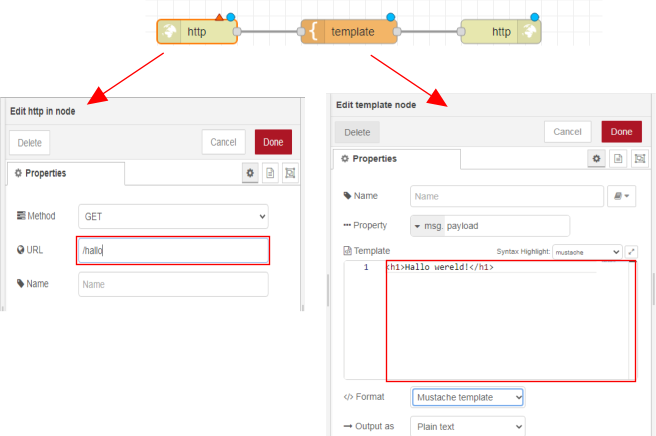 http
template
http
Edit http in node
Delete
Cancel
Done
Properties
Method
GET
URL
/hallo
Name
Name
Edit template node
Delete
Cancel
Done
Properties
Name
Name
Property
msg. payload
Template
Syntax Highlight: mustache
1 <h1>Hallo wereld!</h1>
</> Format
Mustache template
Output as
Plain text